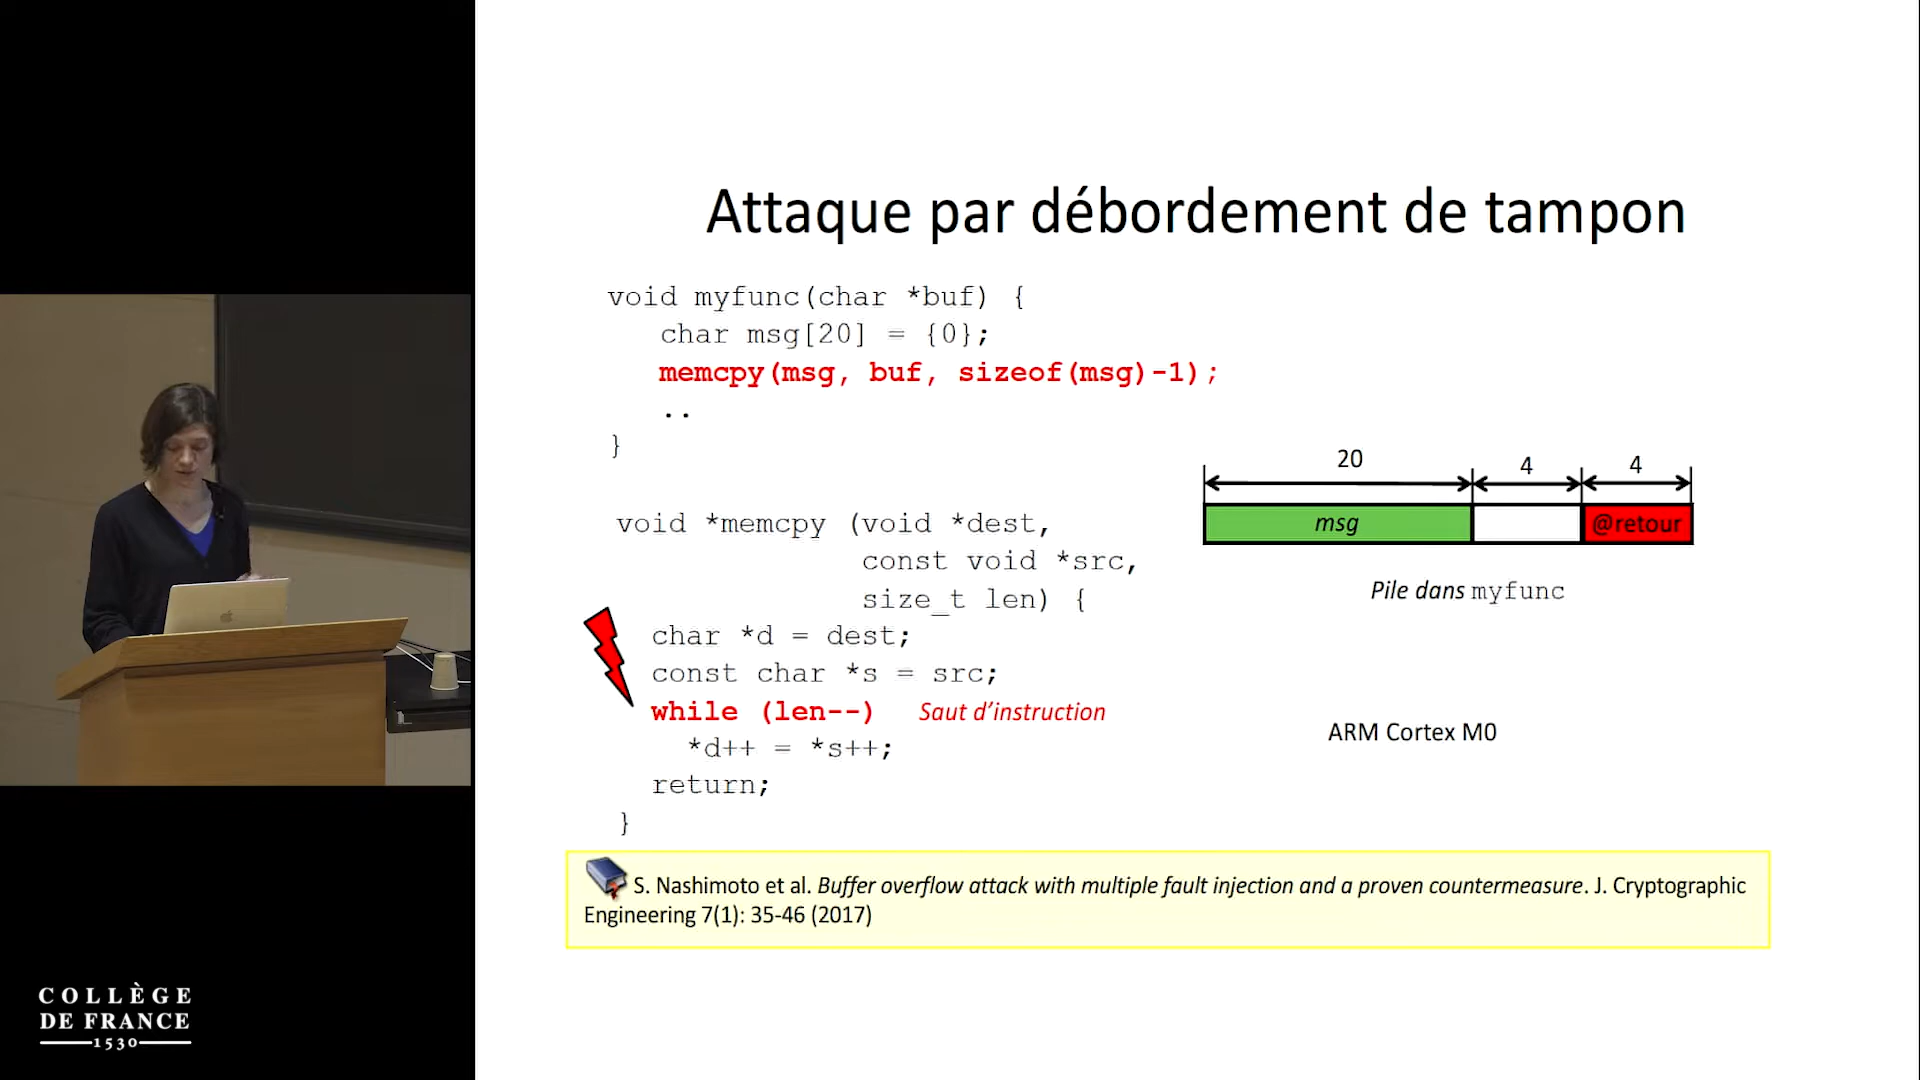 Attaque par débordement de tampon
void myfunc(char *buf) {
char msg[20] = {0};
memcpy(msg, buf, sizeof(msg)-1);
..
}
20 4 4
msg @retour
Pile dans myfunc
void *memcpy (void *dest,
const void *src,
size_t len) {
char *d = dest;
const char *s = src;
while (len--) Saut d'instruction
*d++ = *s++;
return;
}
ARM Cortex M0
S. Nashimoto et al. Buffer overflow attack with multiple fault injection and a proven countermeasure. J. Cryptographic
Engineering 7(1): 35-46 (2017)
COLLÈGE
DE FRANCE
1530